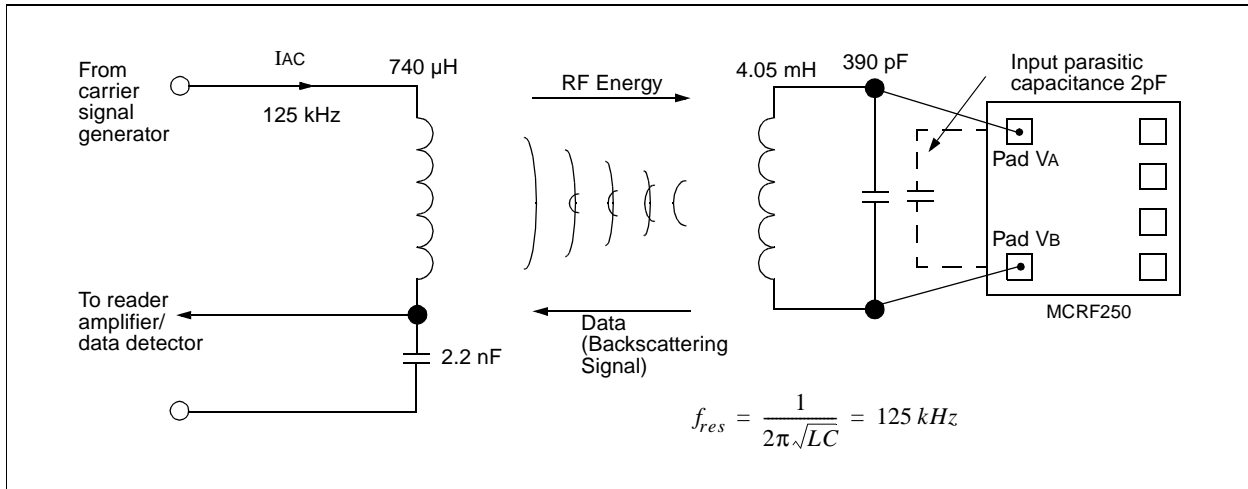 From
carrier
signal
generator
IAC
125 kHz
740 µH
RF Energy
4.05 mH
390 pF
Input parasitic
capacitance 2pF
Pad VA
Pad VB
MCRF250
To reader
amplifier/
data detector
2.2 nF
Data
(Backscattering
Signal)
f_res = 1 / (2π√LC) = 125 kHz